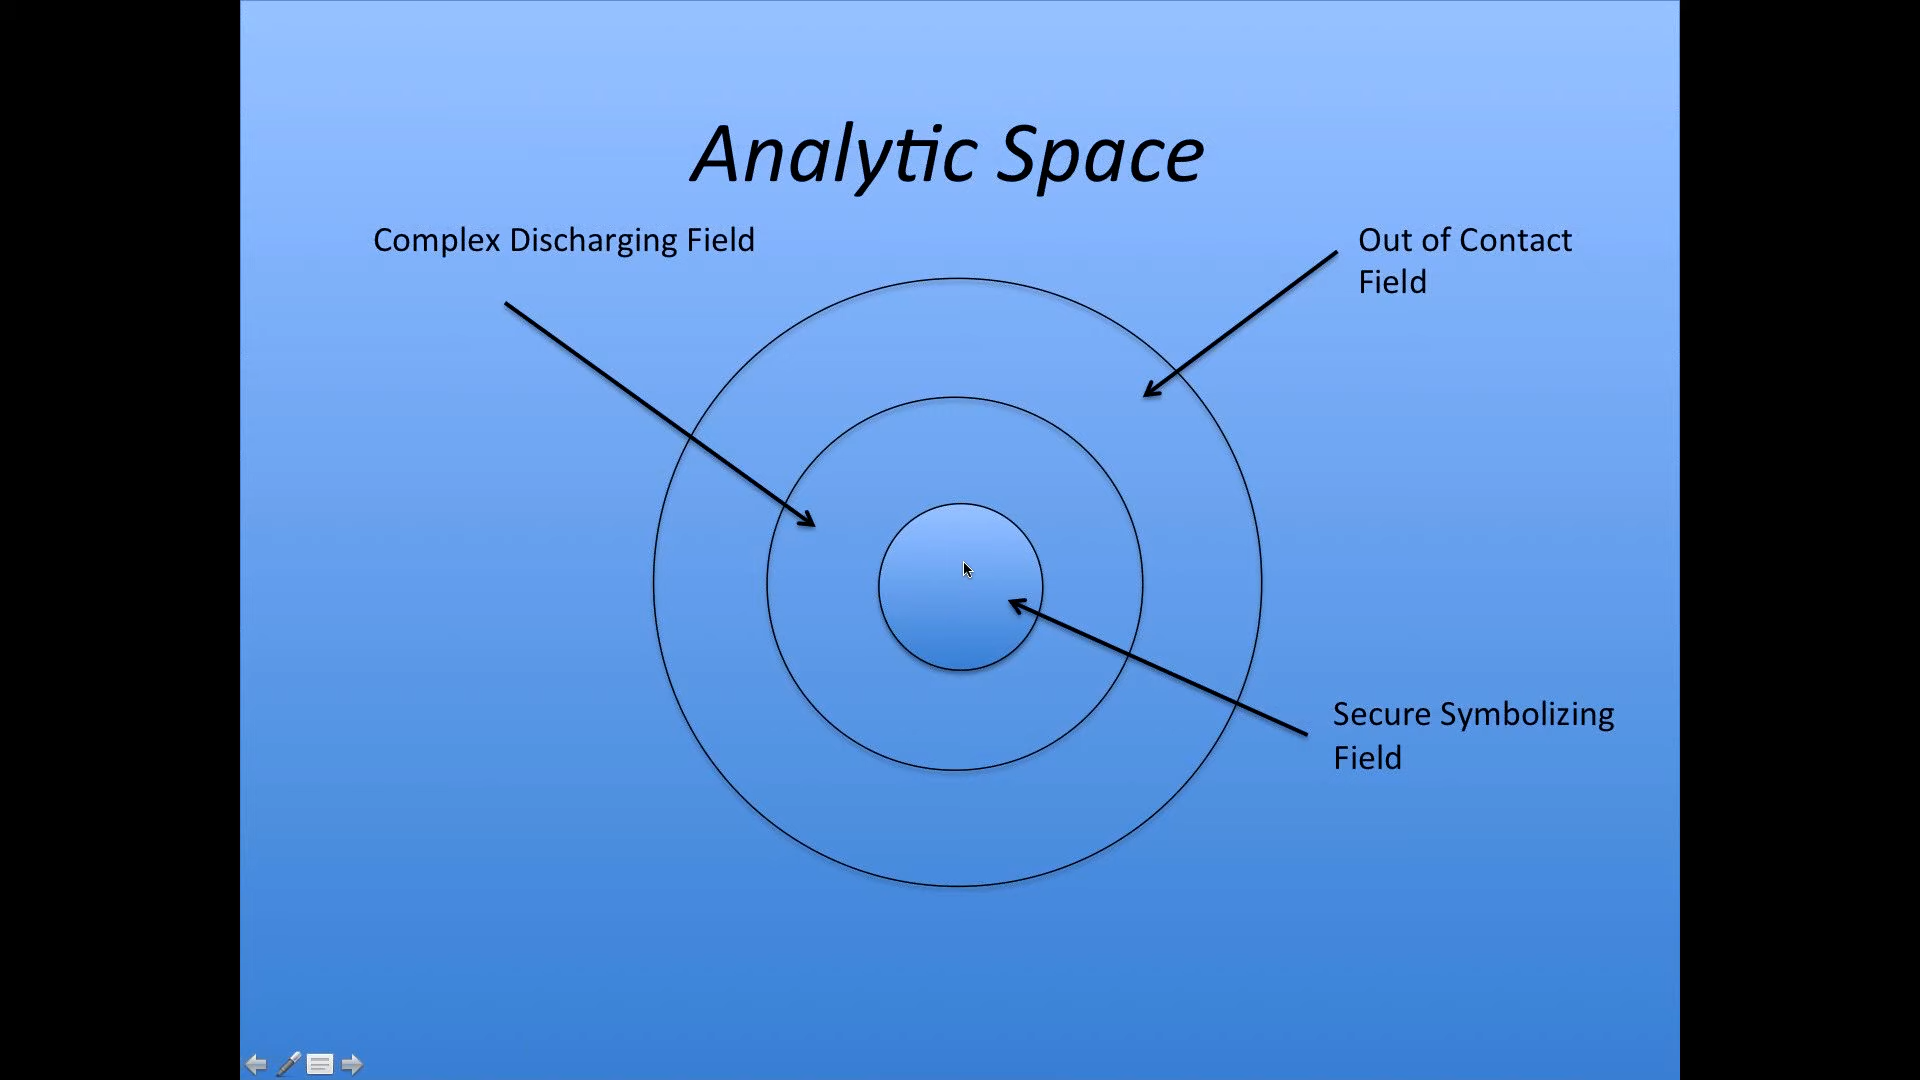 Analytic Space
Complex Discharging Field
Out of Contact
Field
Secure Symbolizing
Field